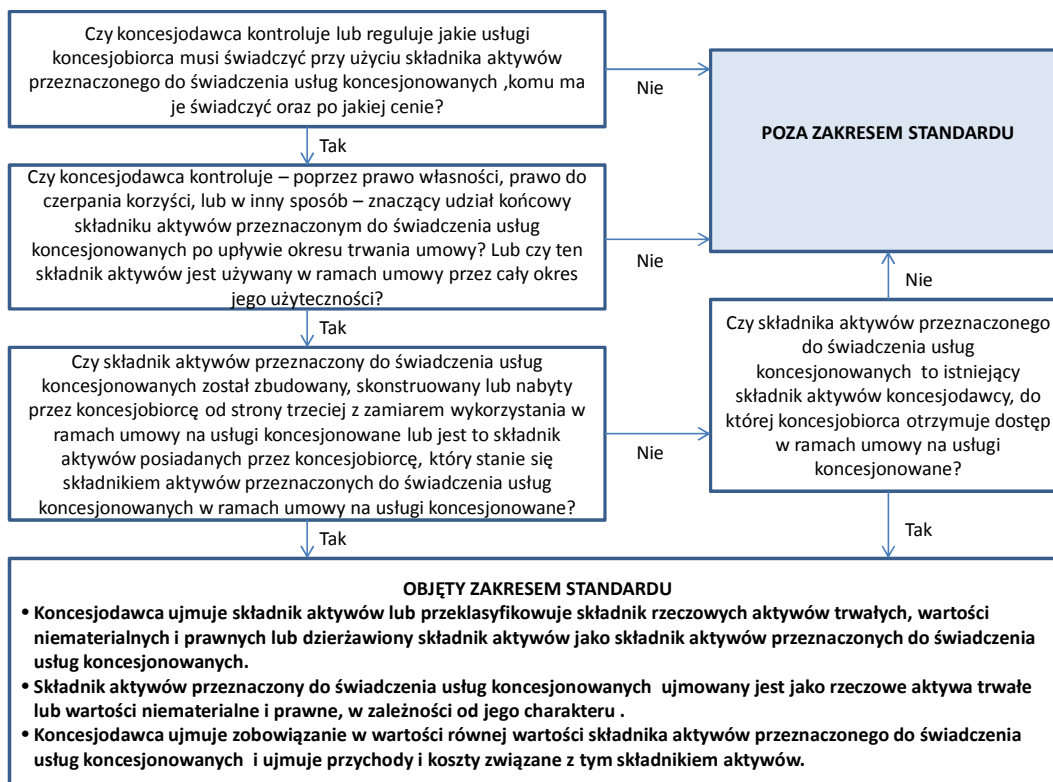 Czy koncesjodawca kontroluje lub reguluje jakie usługi
koncesjobiorca musi świadczyć przy użyciu składnika aktywów
przeznaczonego do świadczenia usług koncesjonowanych ,komu ma
je świadczyć oraz po jakiej cenie?
Nie
POZA ZAKRESEM STANDARDU
Tak
Czy koncesjodawca kontroluje – poprzez prawo własności, prawo do
czerpania korzyści, lub w inny sposób – znaczący udział końcowy
składniku aktywów przeznaczonym do świadczenia usług
koncesjonowanych po upływie okresu trwania umowy? Lub czy ten
składnik aktywów jest używany w ramach umowy przez cały okres
jego użyteczności?
Nie
Nie
Tak
Czy składnik aktywów przeznaczony do świadczenia usług
koncesjonowanych został zbudowany, skonstruowany lub nabyty
przez koncesjobiorcę od strony trzeciej z zamiarem wykorzystania w
ramach umowy na usługi koncesjonowane lub jest to składnik
aktywów posiadanych przez koncesjobiorcę, który stanie się
składnikiem aktywów przeznaczonych do świadczenia usług
koncesjonowanych w ramach umowy na usługi koncesjonowane?
Nie
Czy składnika aktywów przeznaczonego
do świadczenia usług
koncesjonowanych to istniejący
składnik aktywów koncesjodawcy, do
której koncesjobiorca otrzymuje dostęp
w ramach umowy na usługi
koncesjonowane?
Tak
Tak
OBJĘTY ZAKRESEM STANDARDU
• Koncesjodawca ujmuje składnik aktywów lub przeklasyfikowuje składnik rzeczowych aktywów trwałych, wartości
niematerialnych i prawnych lub dzierżawiony składnik aktywów jako składnik aktywów przeznaczonych do świadczenia
usług koncesjonowanych.
• Składnik aktywów przeznaczony do świadczenia usług koncesjonowanych ujmowany jest jako rzeczowe aktywa trwałe
lub wartości niematerialne i prawne, w zależności od jego charakteru .
• Koncesjodawca ujmuje zobowiązanie w wartości równej wartości składnika aktywów przeznaczonego do świadczenia
usług koncesjonowanych i ujmuje przychody i koszty związane z tym składnikiem aktywów.